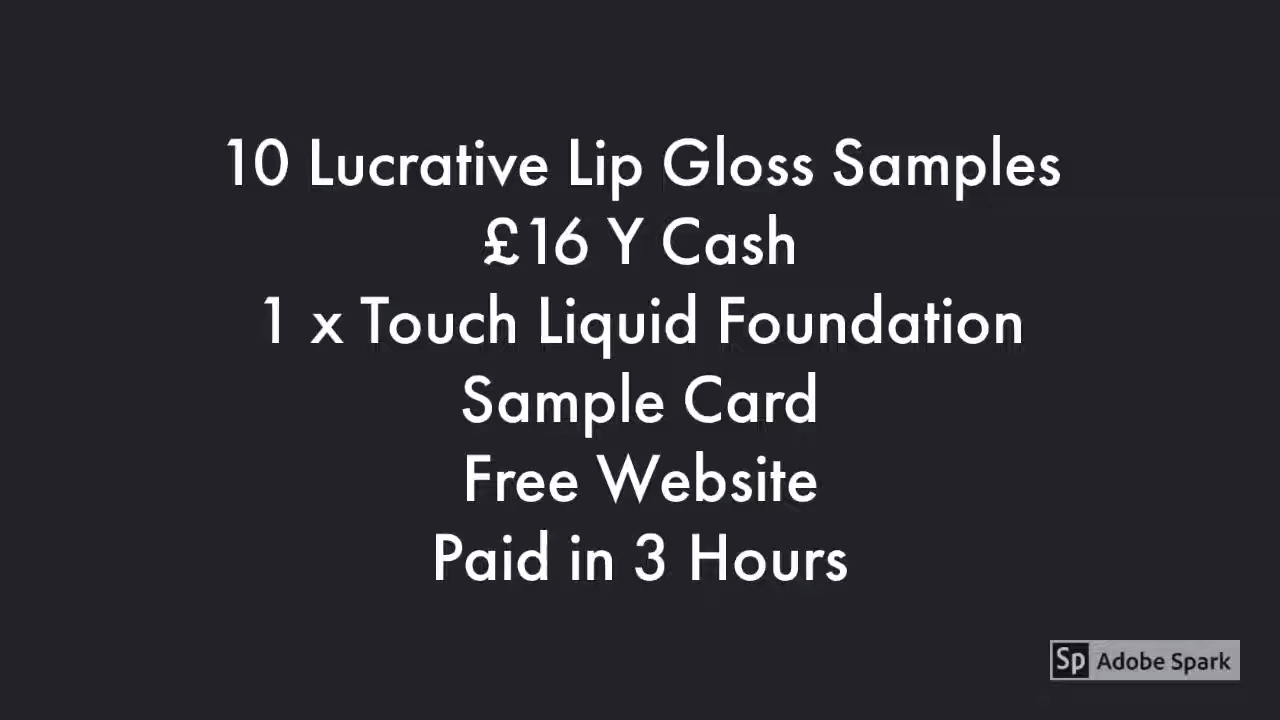 10 Lucrative Lip Gloss Samples
£16 Y Cash
1 x Touch Liquid Foundation
Sample Card
Free Website
Paid in 3 Hours
Sp Adobe Spark